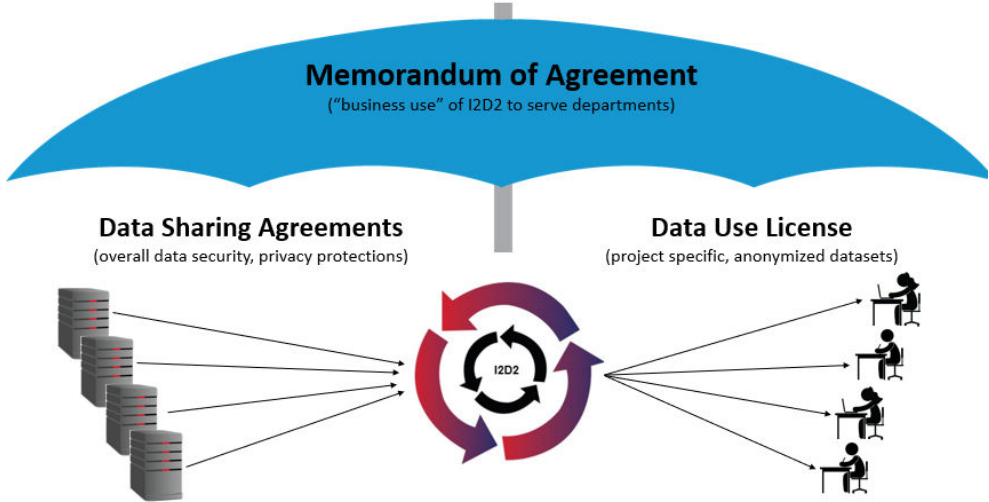 Memorandum of Agreement
(“business use” of I2D2 to serve departments)
Data Sharing Agreements
(overall data security, privacy protections)
Data Use License
(project specific, anonymized datasets)
I2D2